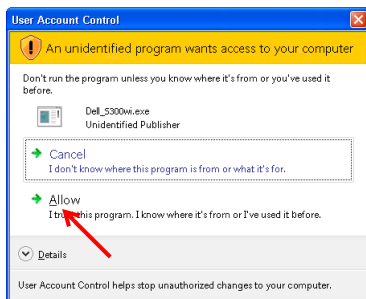 User Account Control
An unidentified program wants access to your computer
Don't run the program unless you know where it's from or you've used it
before.
Dell_5300wi.exe
Unidentified Publisher
Cancel
I don't know where this program is from or what it's for.
Allow
I this program. I know where it's from or I've used it before.
Details
User Account Control helps stop unauthorized changes to your computer.